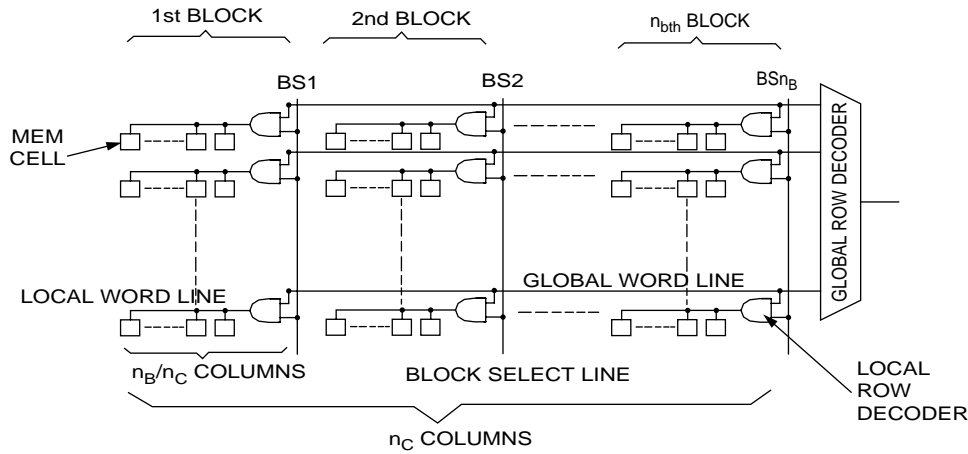 1st BLOCK
2nd BLOCK
nbth BLOCK
BS1
BS2
BSnB
MEM
CELL
GLOBAL ROW DECODER
LOCAL WORD LINE
GLOBAL WORD LINE
nB/nC COLUMNS
BLOCK SELECT LINE
LOCAL
ROW
DECODER
nC COLUMNS